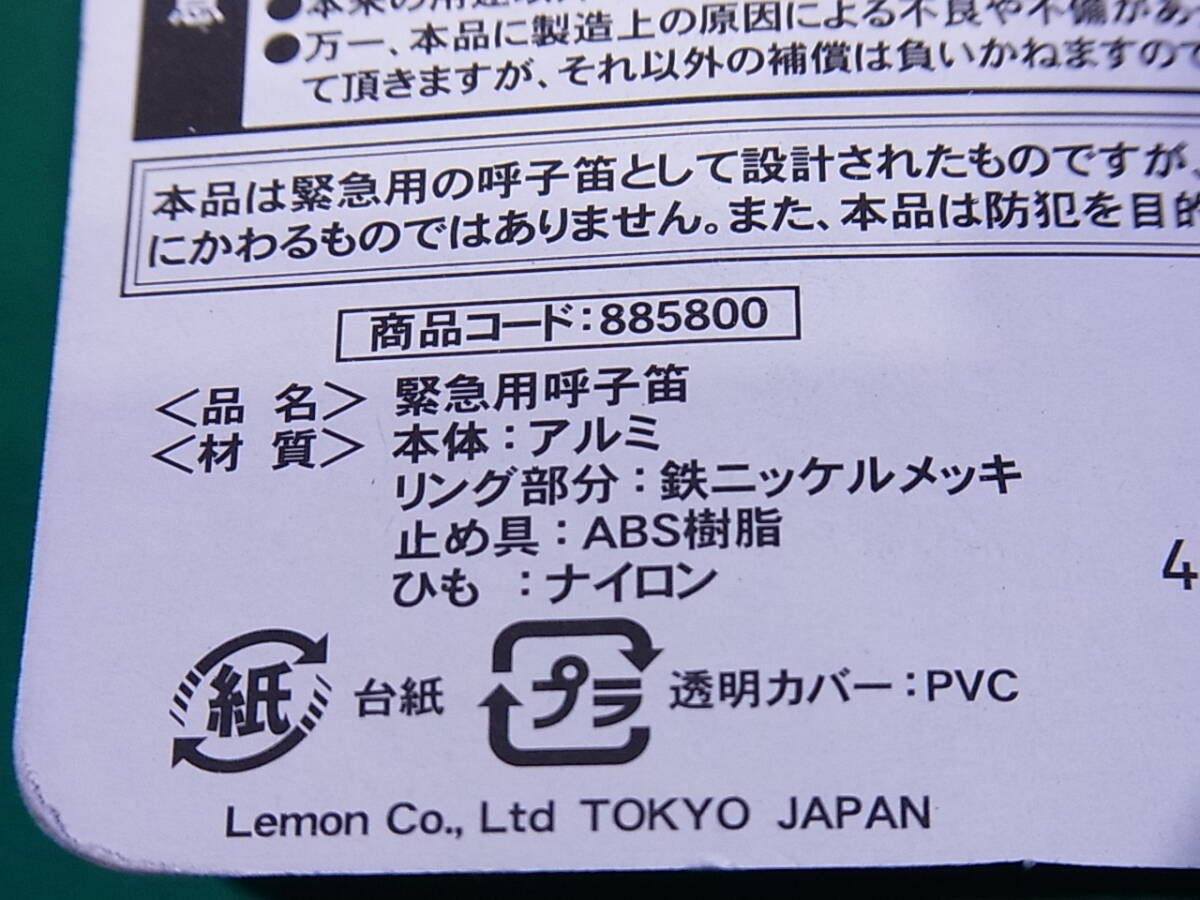 ●本来の用途以外
●万一、本品に製造上の原因による不良や不備があ
て頂きますが、それ以外の補償は負いかねますので
本品は緊急用の呼子笛として設計されたものですが、
にかわるものではありません。また、本品は防犯を目的
商品コード:885800
<品 名> 緊急用呼子笛
<材 質> 本体:アルミ
リング部分:鉄ニッケルメッキ
止め具:ABS樹脂
ひも :ナイロン
4
紙 台紙 プラ 透明カバー:PVC
Lemon Co., Ltd TOKYO JAPAN